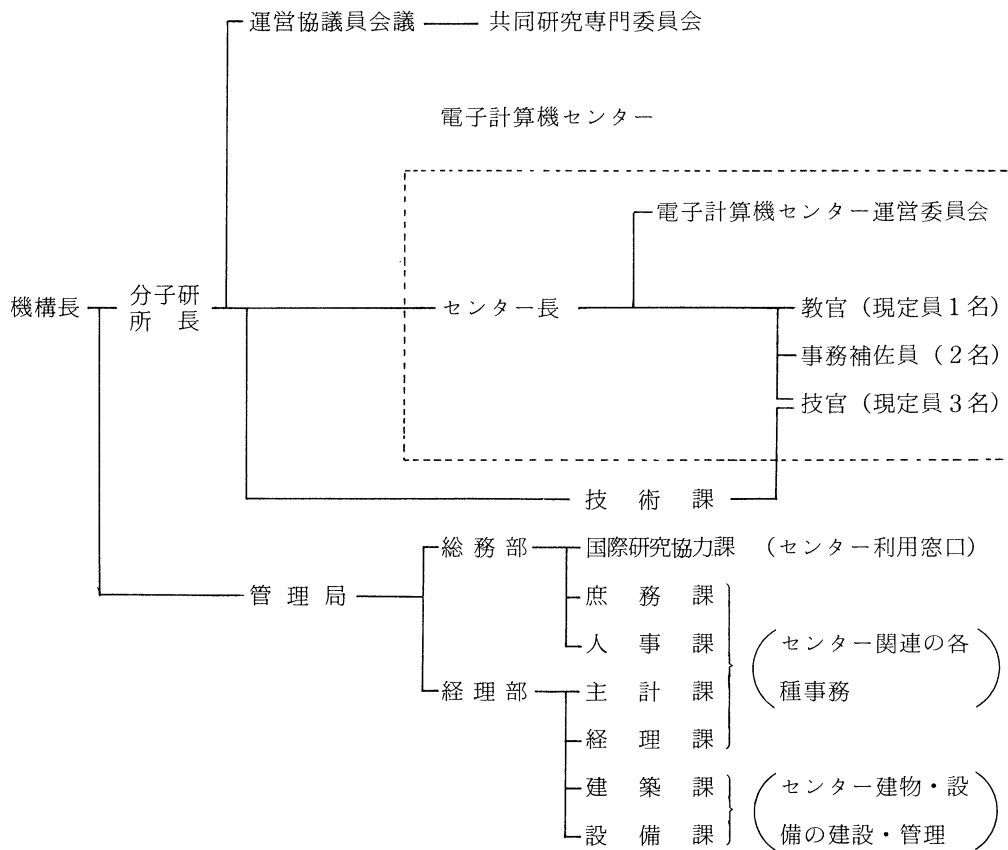 運営協議員会議 共同研究専門委員会
電子計算機センター
電子計算機センター運営委員会
機構長 分子研所長 センター長 教官(現定員1名)
事務補佐員(2名)
技官(現定員3名)
技術課
総務部 国際研究協力課 (センター利用窓口)
管理局 庶務課
人事課 センター関連の各
経理部 主計課 種事務
経理課
建築課 センター建物・設
設備課 備の建設・管理